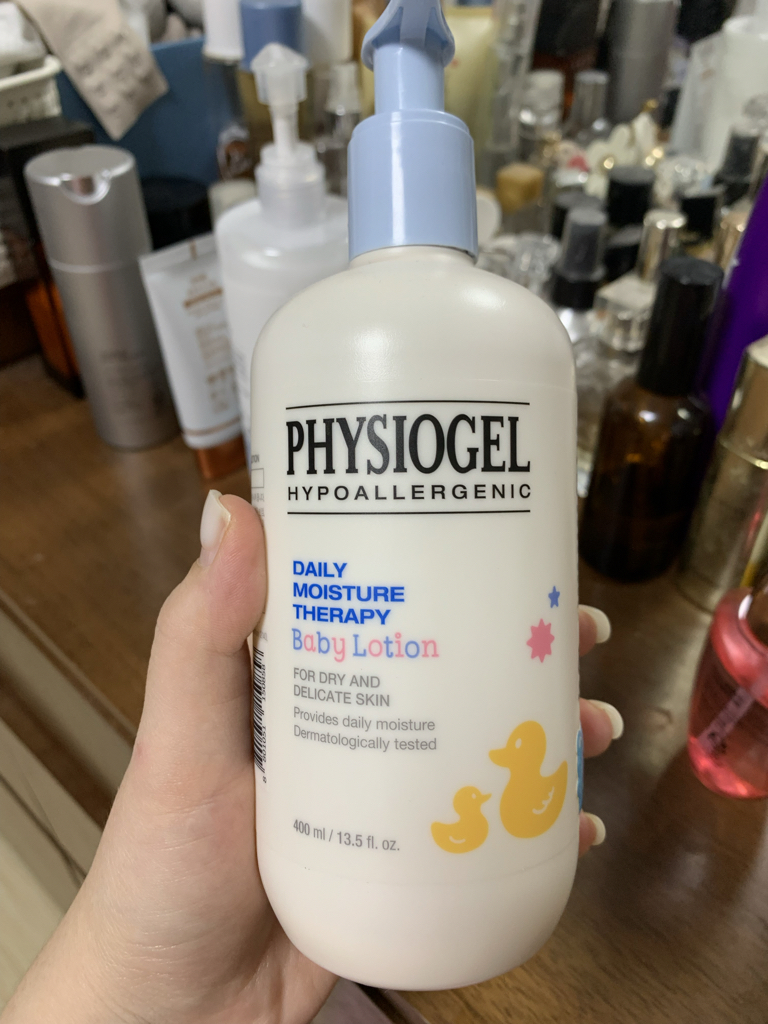 PHYSIOGEL
HYPOALLERGENIC
DAILY
MOISTURE
THERAPY
Baby Lotion
FOR DRY AND
DELICATE SKIN
Provides daily moisture
Dermatologically tested
400 ml / 13.5 fl. oz.